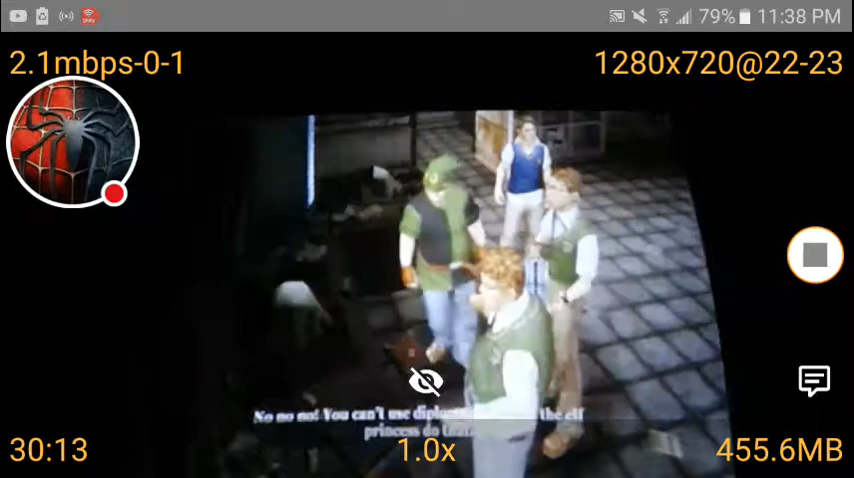 79% 11:38 PM
2.1mbps-0-1
1280x720@22-23
No no no! You can't use the elf
princess do
30:13
1.0x
455.6MB